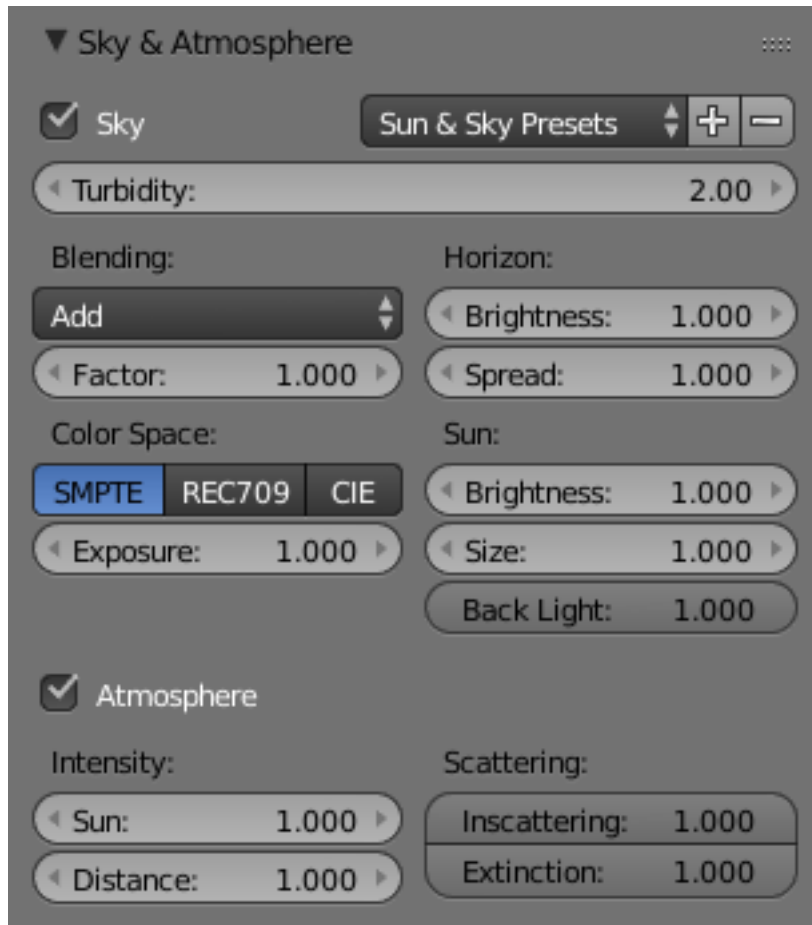 Sky & Atmosphere
Sky Sun & Sky Presets
Turbidity: 2.00
Blending:
Add
Factor: 1.000
Horizon:
Brightness: 1.000
Spread: 1.000
Color Space:
SMPTE REC709 CIE
Exposure: 1.000
Sun:
Brightness: 1.000
Size: 1.000
Back Light: 1.000
Atmosphere
Intensity:
Sun: 1.000
Distance: 1.000
Scattering:
Inscattering: 1.000
Extinction: 1.000